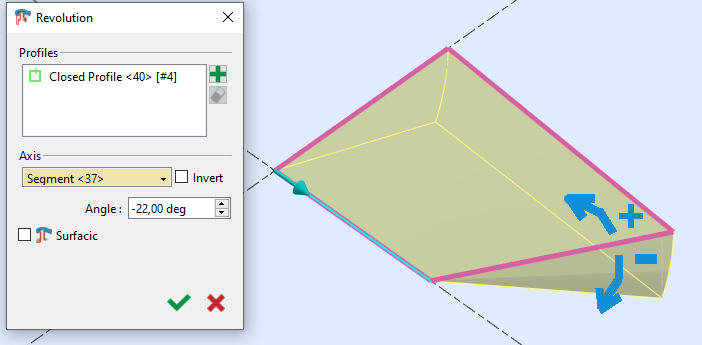 Revolution
Profiles
Closed Profile <40> [#4]
Axis
Segment <37>
Invert
Angle : -22,00 deg
Surfacic
+
-